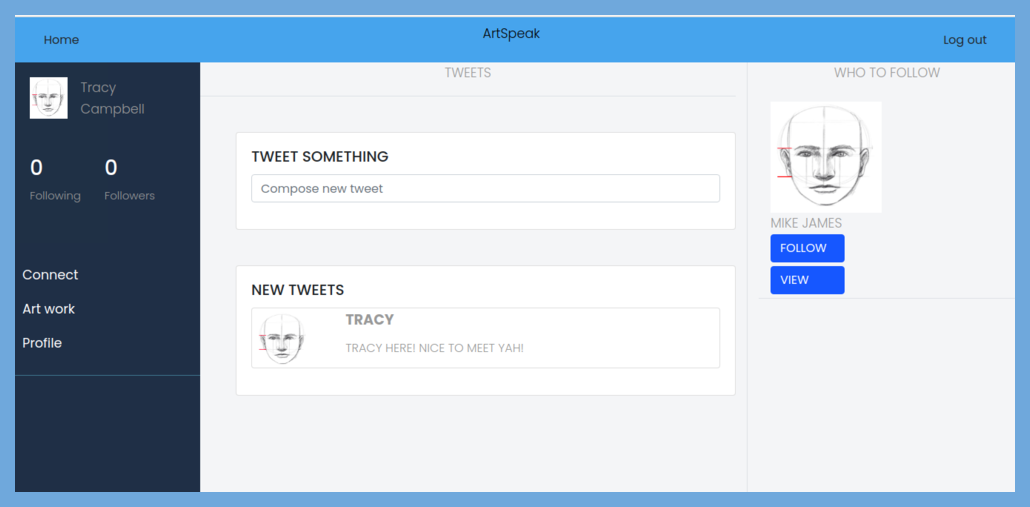 Home
ArtSpeak
Log out
Tracy
Campbell
0
0
Following
Followers
Connect
Art work
Profile
TWEETS
TWEET SOMETHING
Compose new tweet
NEW TWEETS
TRACY
TRACY HERE! NICE TO MEET YAH!
WHO TO FOLLOW
MIKE JAMES
FOLLOW
VIEW